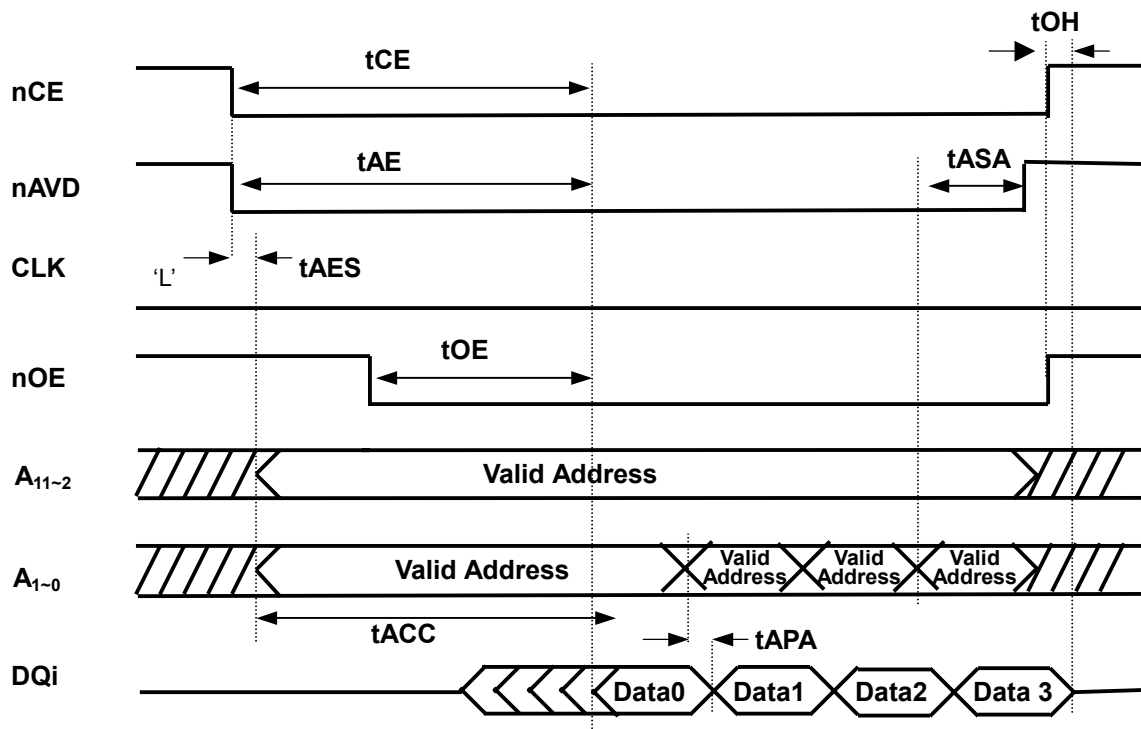 tOH
tCE
nCE
tAE
tASA
nAVD
CLK
'L'
tAES
tOE
nOE
A11~2
Valid Address
A1~0
Valid Address
Valid
Address
Valid
Address
Valid
Address
tACC
tAPA
DQi
Data0
Data1
Data2
Data 3